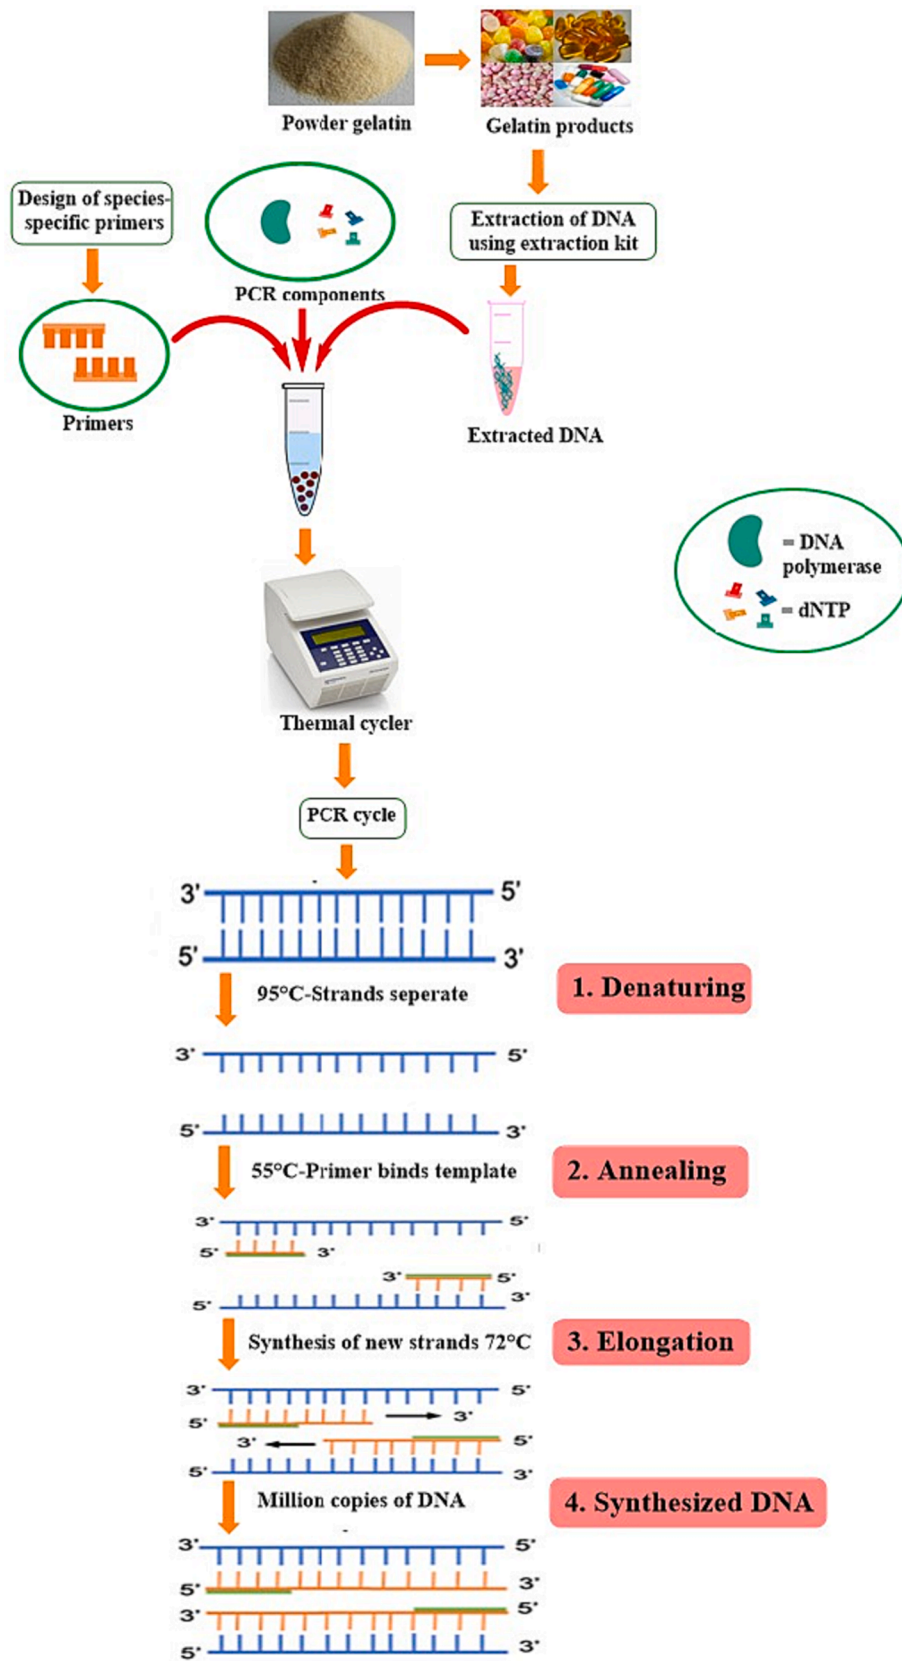 Powder gelatin
Gelatin products
Design of species-
specific primers
Extraction of DNA
using extraction kit
PCR components
Primers
Extracted DNA
= DNA
polymerase
= dNTP
Thermal cycler
PCR cycle
3' 5'
5' 3'
95°C-Strands seperate
1. Denaturing
3' 5'
5' 3'
55°C-Primer binds template
2. Annealing
3' 5'
5' 3'
3' 5'
5' 3'
Synthesis of new strands 72°C
3. Elongation
3' 5'
5' 3'
3' 5'
5' 3'
Million copies of DNA
4. Synthesized DNA
3' 5'
5' 3'
3' 5'
5' 3'